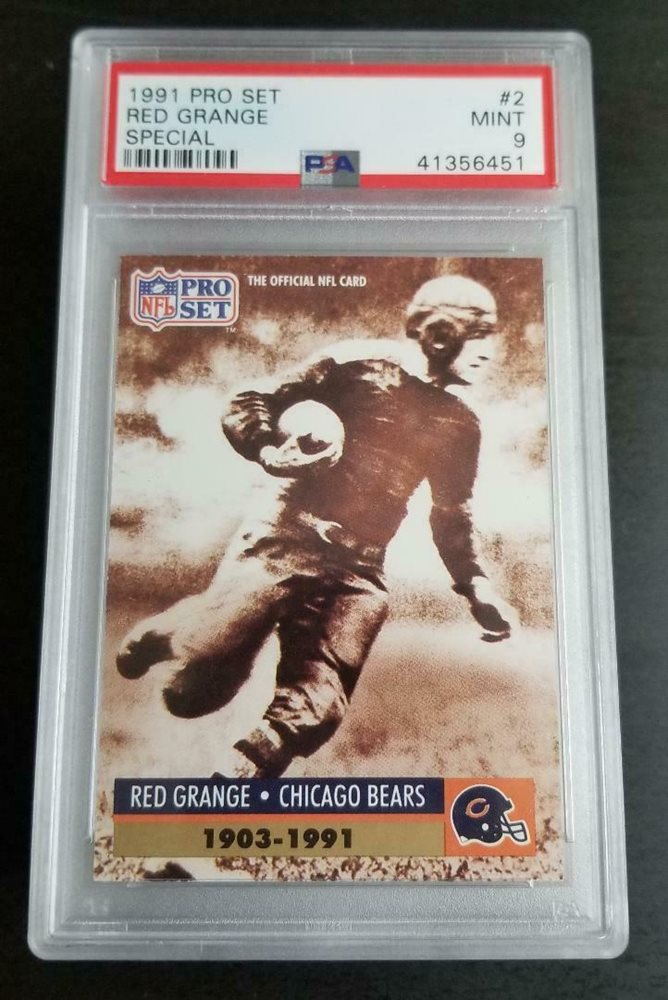 1991 PRO SET #2
RED GRANGE MINT
SPECIAL 9
PSA 41356451
NFL PRO SET TM
THE OFFICIAL NFL CARD
RED GRANGE • CHICAGO BEARS
C
1903-1991